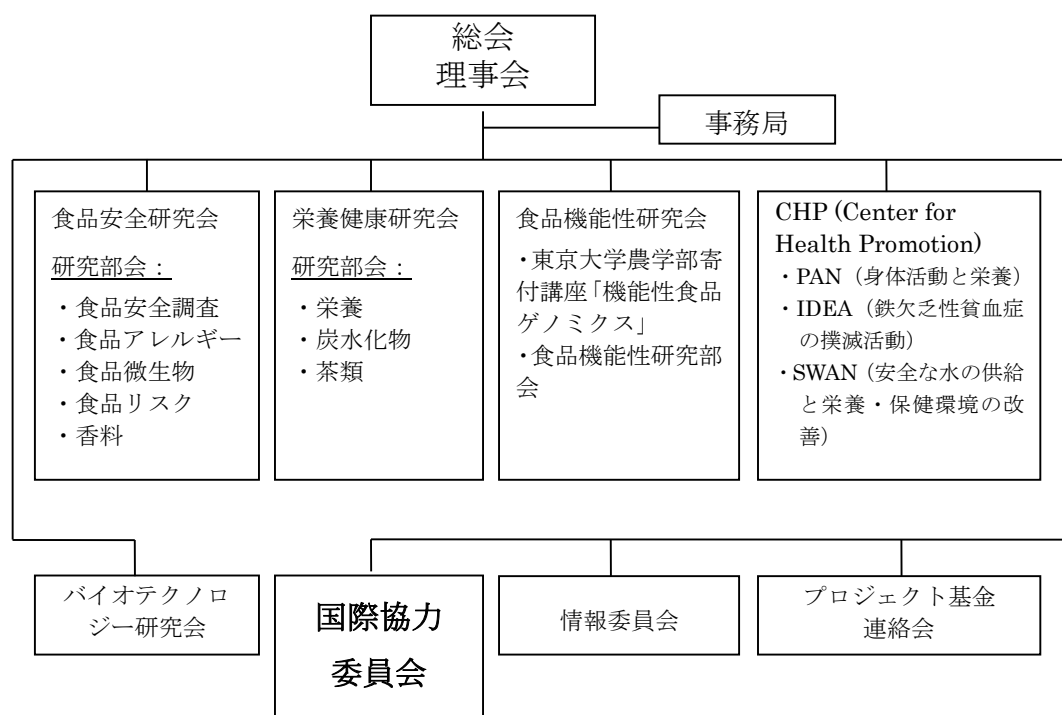 総会
理事会
事務局
食品安全研究会
研究部会：
・食品安全調査
・食品アレルギー
・食品微生物
・食品リスク
・香料
栄養健康研究会
研究部会：
・栄養
・炭水化物
・茶類
食品機能性研究会
・東京大学農学部寄
付講座「機能性食品
ゲノミクス」
・食品機能性研究部
会
CHP (Center for
Health Promotion)
・PAN（身体活動と栄養）
・IDEA（鉄欠乏性貧血症
の撲滅活動）
・SWAN（安全な水の供給
と栄養・保健環境の改
善）
バイオテクノロ
ジー研究会
国際協力
委員会
情報委員会
プロジェクト基金
連絡会